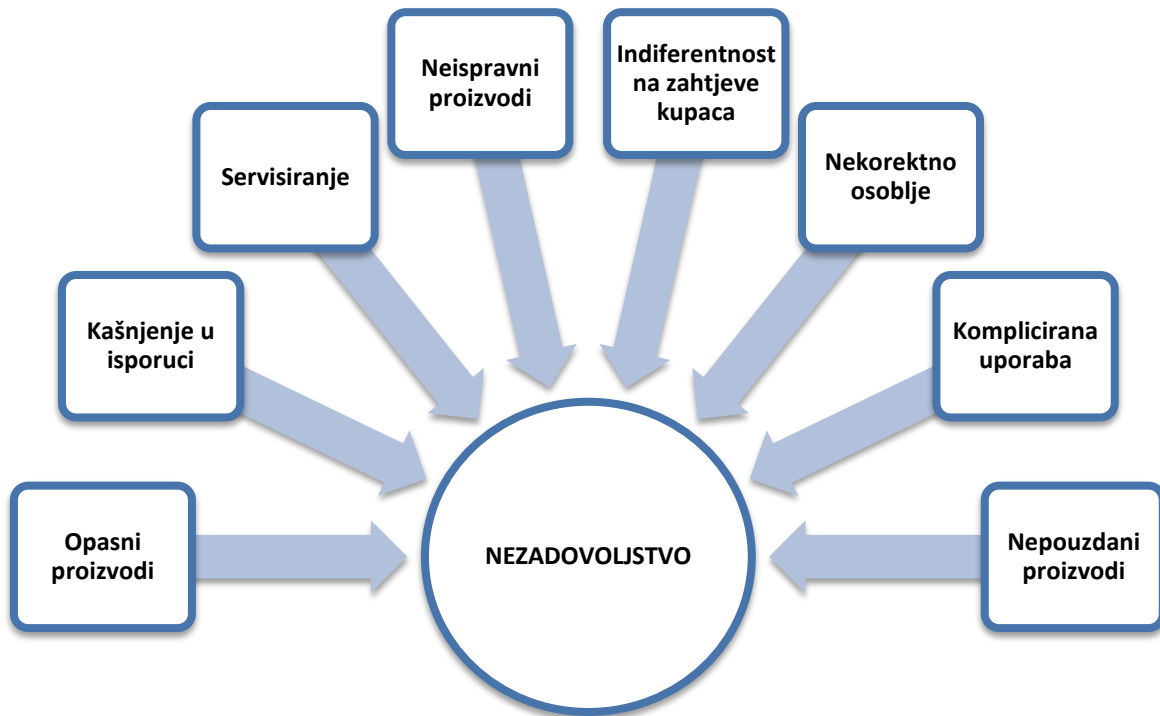 Neispravni
proizvodi
Indiferentnost
na zahtjeve
kupaca
Servisiranje
Nekorektno
osoblje
Kašnjenje u
isporuci
Komplicirana
uporaba
Opasni
proizvodi
NEZADOVOLJSTVO
Nepouzdani
proizvodi